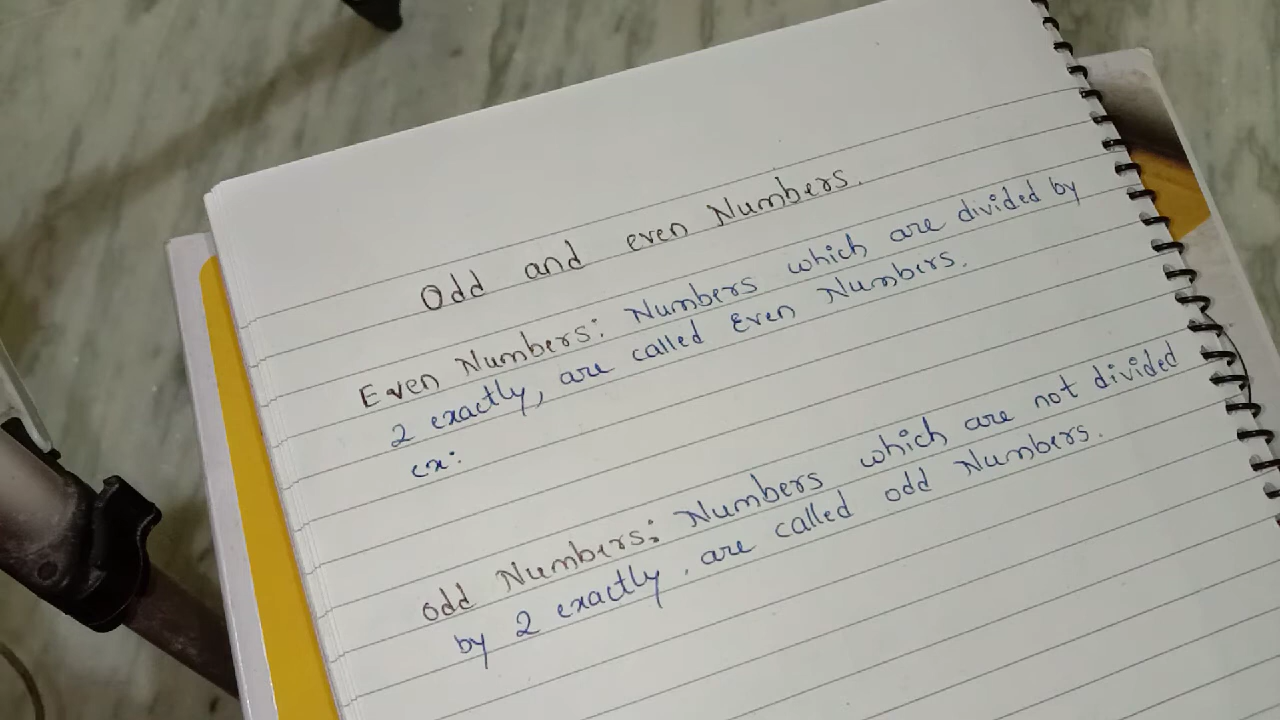 Odd and even Numbers.
Even Numbers: Numbers which are divided by
2 exactly, are called Even Numbers.
ex:
odd Numbers: Numbers which are not divided
by 2 exactly, are called odd Numbers.